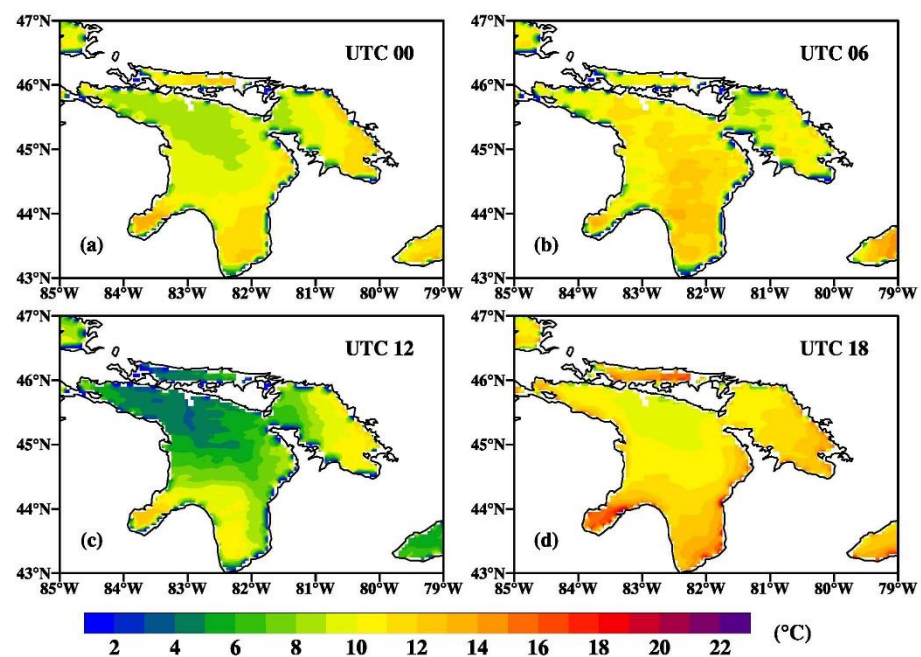 47°N
UTC 00
46°N
45°N
44°N
(a)
43°N
85°W 84°W 83°W 82°W 81°W 80°W 79°W
47°N
UTC 06
46°N
45°N
44°N
(b)
43°N
85°W 84°W 83°W 82°W 81°W 80°W 79°W
47°N
UTC 12
46°N
45°N
44°N
(c)
43°N
85°W 84°W 83°W 82°W 81°W 80°W 79°W
47°N
UTC 18
46°N
45°N
44°N
(d)
43°N
85°W 84°W 83°W 82°W 81°W 80°W 79°W
2 4 6 8 10 12 14 16 18 20 22 (°C)